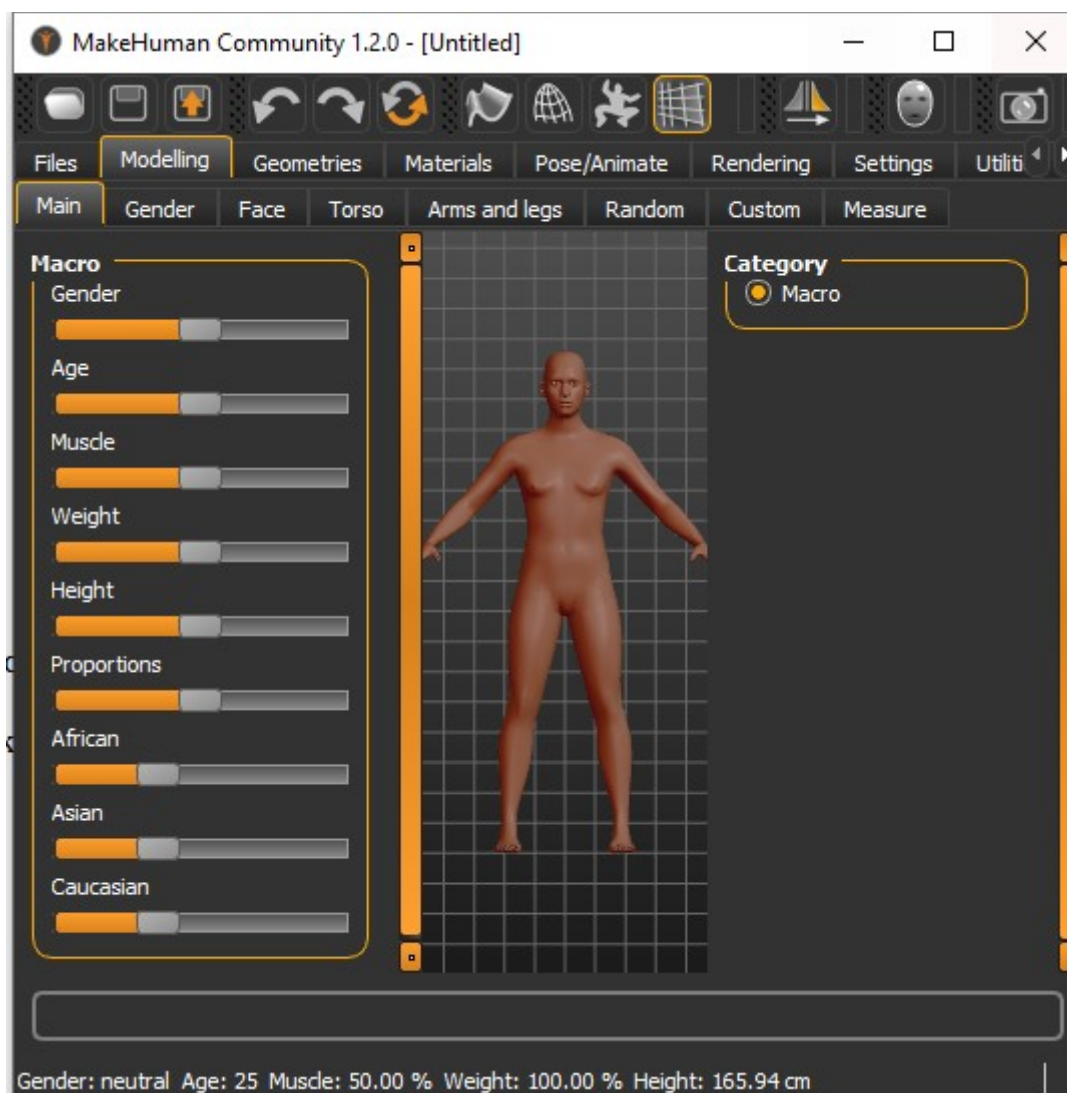 MakeHuman Community 1.2.0 - [Untitled]
Files Modelling Geometries Materials Pose/Animate Rendering Settings Utiliti
Main Gender Face Torso Arms and legs Random Custom Measure
Macro
Gender
Age
Muscle
Weight
Height
Proportions
African
Asian
Caucasian
Category
Macro
Gender: neutral Age: 25 Muscle: 50.00 % Weight: 100.00 % Height: 165.94 cm